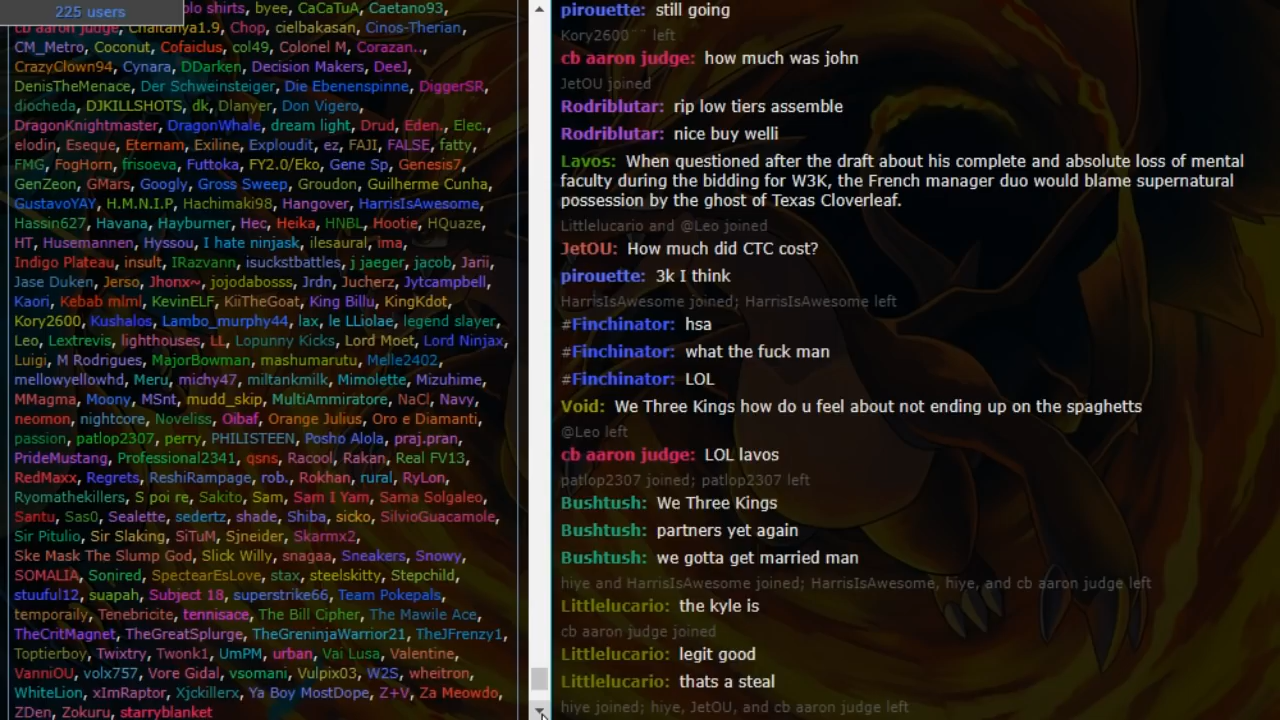 225 users
olo shirts, byee, CaCaTuA, Caetano93,
cb aaron judge, Chaitanya1.9, Chop, cielbakasan, Cinos-Therian,
CM_Metro, Coconut, Cofaiclus, col49, Colonel M, Corazan..,
CrazyClown94, Cynara, DDarken, Decision Makers, DeeJ,
DenisTheMenace, Der Schweinsteiger, Die Ebenenspinne, DiggerSR,
diocheda, DJKILLSHOTS, dk, Dlanyer, Don Vigero,
DragonKnightmaster, DragonWhale, dream light, Drud, Eden., Elec.,
elodin, Eseque, Eternam, Exiline, Exploudit, ez, FAJI, FALSE, fatty,
FMG, FogHorn, frisoeva, Futtoka, FY2.0/Eko, Gene Sp, Genesis7,
GenZeon, GMars, Googly, Gross Sweep, Groudon, Guilherme Cunha,
GustavoYAY, H.M.N.I.P, Hachimaki98, Hangover, HarrisIsAwesome,
Hassin627, Havana, Hayburner, Hec, Heika, HNBL, Hootie, HQuaze,
HT, Husemannen, Hyssou, I hate ninjask, ilesaural, ima,
Indigo Plateau, insult, IRazvann, isuckstbattles, j jaeger, jacob, Jarii,
Jase Duken, Jerso, Jhonx~, jojodabosss, Jrdn, Jucherz, Jytcampbell,
Kaori, Kebab mlml, KevinELF, KiiTheGoat, King Billu, KingKdot,
Kory2600, Kushalos, Lambo_murphy44, lax, le LLiolae, legend slayer,
Leo, Lextrevis, lighthouses, LL, Lopunny Kicks, Lord Moet, Lord Ninjax,
Luigi, M Rodrigues, MajorBowman, mashumarutu, Melle2402,
mellowyellowhd, Meru, michy47, miltankmilk, Mimolette, Mizuhime,
MMagma, Moony, MSnt, mudd_skip, MultiAmmiratore, NaCl, Navy,
neomon, nightcore, Noveliss, Oibaf, Orange Julius, Oro e Diamanti,
passion, patlop2307, perry, PHILISTEEN, Posho Alola, praj.pran,
PrideMustang, Professional2341, qsns, Racool, Rakan, Real FV13,
RedMaxx, Regrets, ReshiRampage, rob., Rokhan, rural, RyLon,
Ryomathekillers, S poi re, Sakito, Sam, Sam I Yam, Sama Solgaleo,
Santu, Sas0, Sealette, sedertz, shade, Shiba, sicko, SilvioGuacamole,
Sir Pitulio, Sir Slaking, SiTuM, Sjneider, Skarmx2,
Ske Mask The Slump God, Slick Willy, snagaa, Sneakers, Snowy,
SOMALIA, Sonired, SpectearEsLove, stax, steelskitty, Stepchild,
stuuful12, suapah, Subject 18, superstrike66, Team Pokepals,
temporaily, Tenebricite, tennisace, The Bill Cipher, The Mawile Ace,
TheCritMagnet, TheGreatSplurge, TheGreninjaWarrior21, TheJFrenzy1,
Toptierboy, Twixtry, Twonk1, UmPM, urban, Vai Lusa, Valentine,
VanniOU, volx757, Vore Gidal, vsomani, Vulpix03, W2S, wheitron,
WhiteLion, xImRaptor, Xjckillerx, Ya Boy MostDope, Z+V, Za Meowdo,
ZDen, Zokuru, starryblanket
pirouette: still going
Kory2600 left
cb aaron judge: how much was john
JetOU joined
Rodriblutar: rip low tiers assemble
Rodriblutar: nice buy welli
Lavos: When questioned after the draft about his complete and absolute loss of mental
faculty during the bidding for W3K, the French manager duo would blame supernatural
possession by the ghost of Texas Cloverleaf.
Littlelucario and @Leo joined
JetOU: How much did CTC cost?
pirouette: 3k I think
HarrisIsAwesome joined; HarrisIsAwesome left
#Finchinator: hsa
#Finchinator: what the fuck man
#Finchinator: LOL
Void: We Three Kings how do u feel about not ending up on the spaghetts
@Leo left
cb aaron judge: LOL lavos
patlop2307 joined; patlop2307 left
Bushtush: We Three Kings
Bushtush: partners yet again
Bushtush: we gotta get married man
hiye and HarrisIsAwesome joined; HarrisIsAwesome, hiye, and cb aaron judge left
Littlelucario: the kyle is
cb aaron judge joined
Littlelucario: legit good
Littlelucario: thats a steal
hiye joined; hiye, JetOU, and cb aaron judge left